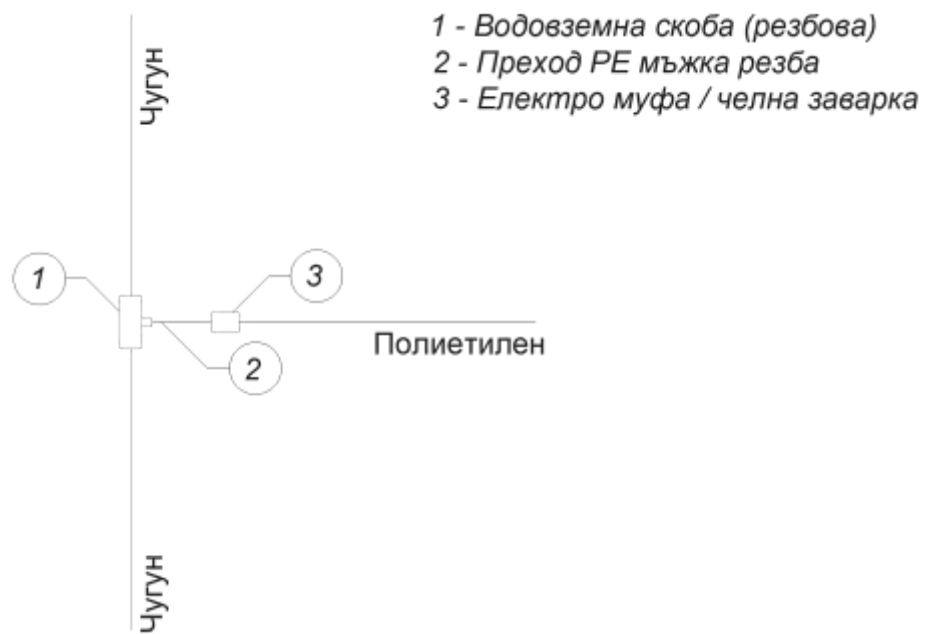 1 - Водовземна скоба (резбова)
2 - Преход PE мъжка резба
3 - Електро муфа / челна заварка
Чугун
1
3
Полиетилен
2
Чугун